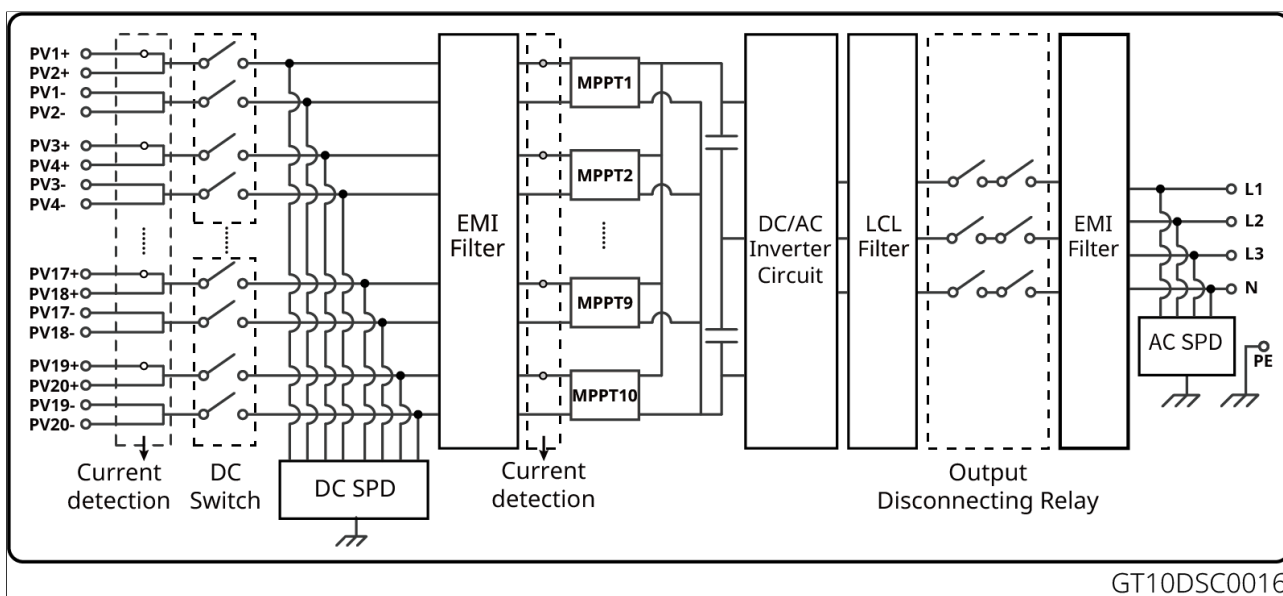 PV1+
PV2+
PV1-
PV2-
PV3+
PV4+
PV3-
PV4-
PV17+
PV18+
PV17-
PV18-
PV19+
PV20+
PV19-
PV20-
Current
detection
DC
Switch
DC SPD
EMI
Filter
Current
detection
MPPT1
MPPT2
MPPT9
MPPT10
DC/AC
Inverter
Circuit
LCL
Filter
Output
Disconnecting Relay
EMI
Filter
L1
L2
L3
N
AC SPD
PE
GT10DSC0016